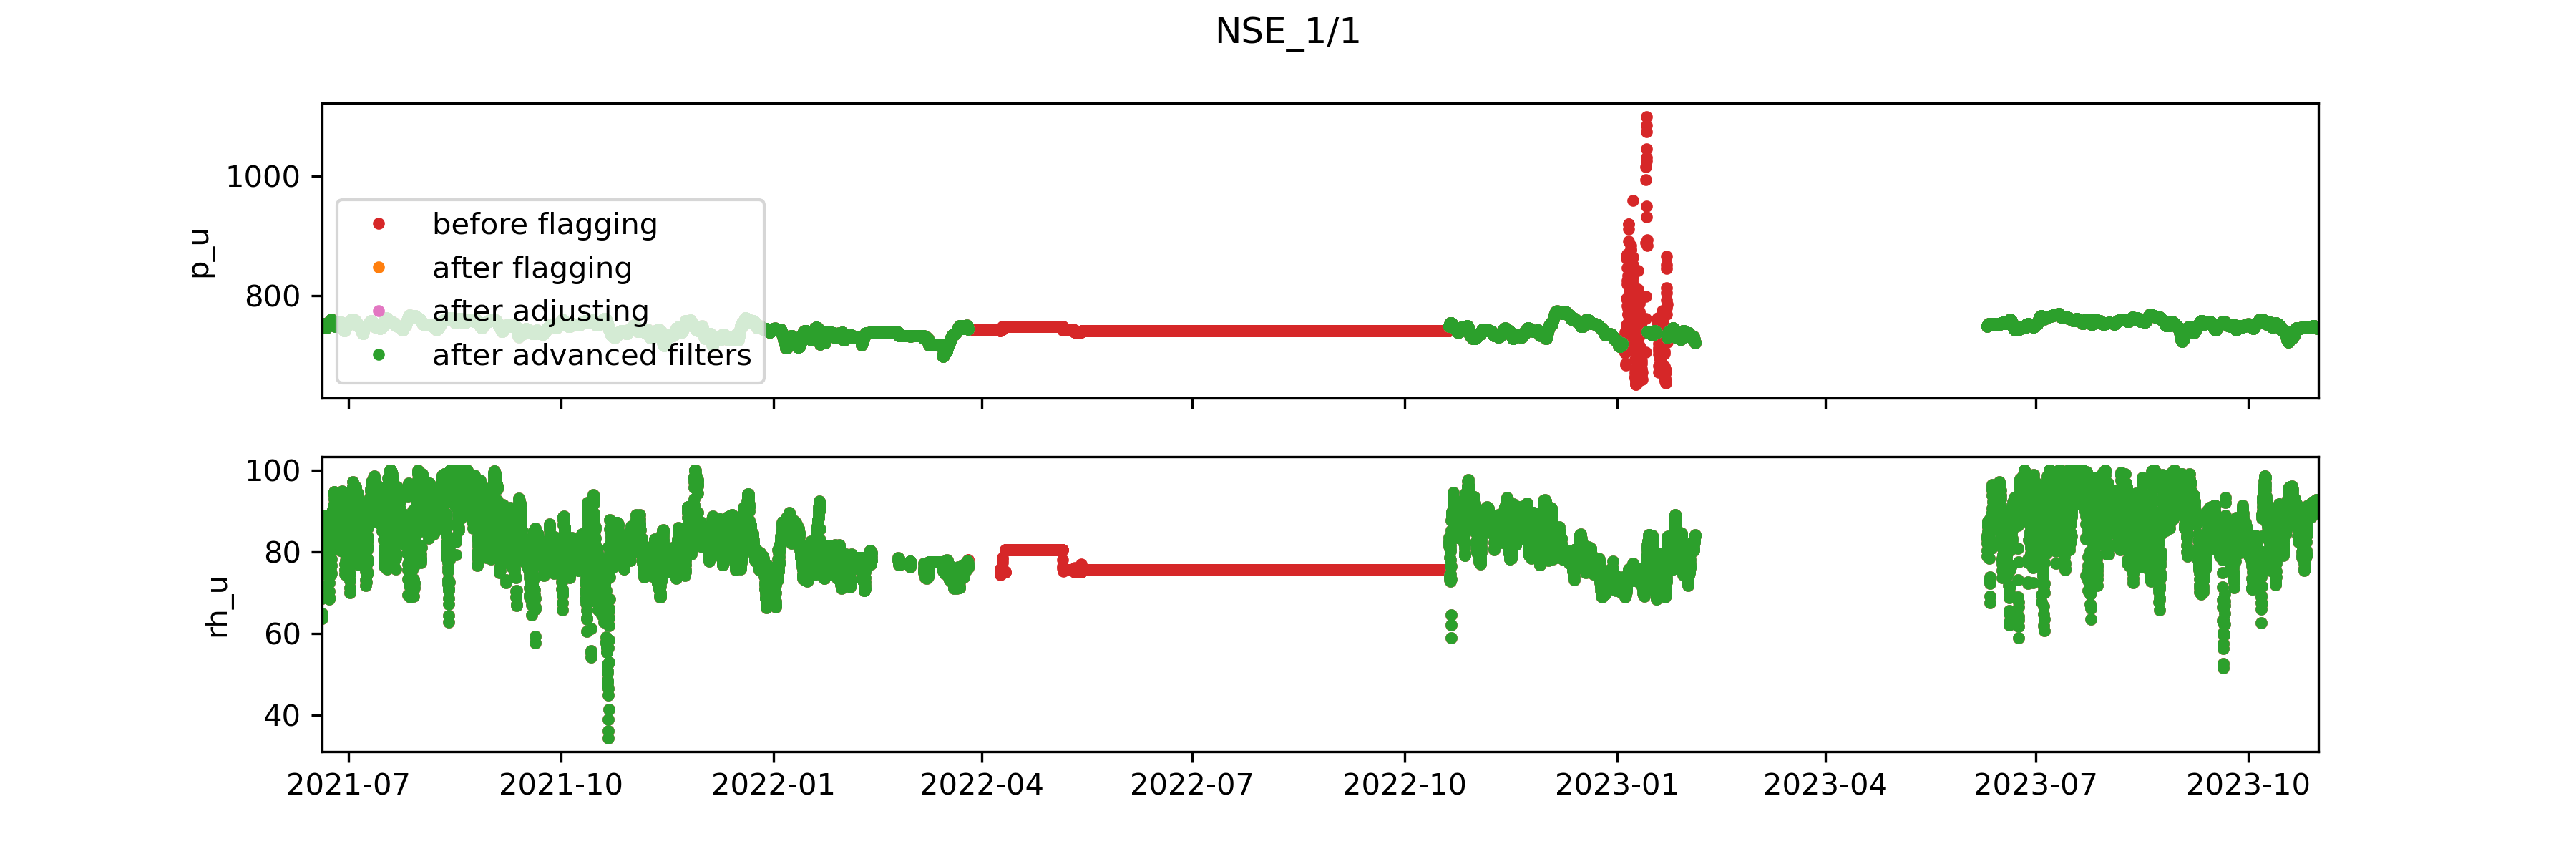 NSE_1/1
1000
800
p_u
before flagging
after flagging
after adjusting
after advanced filters
100
80
60
40
rh_u
2021-07 2021-10 2022-01 2022-04 2022-07 2022-10 2023-01 2023-04 2023-07 2023-10